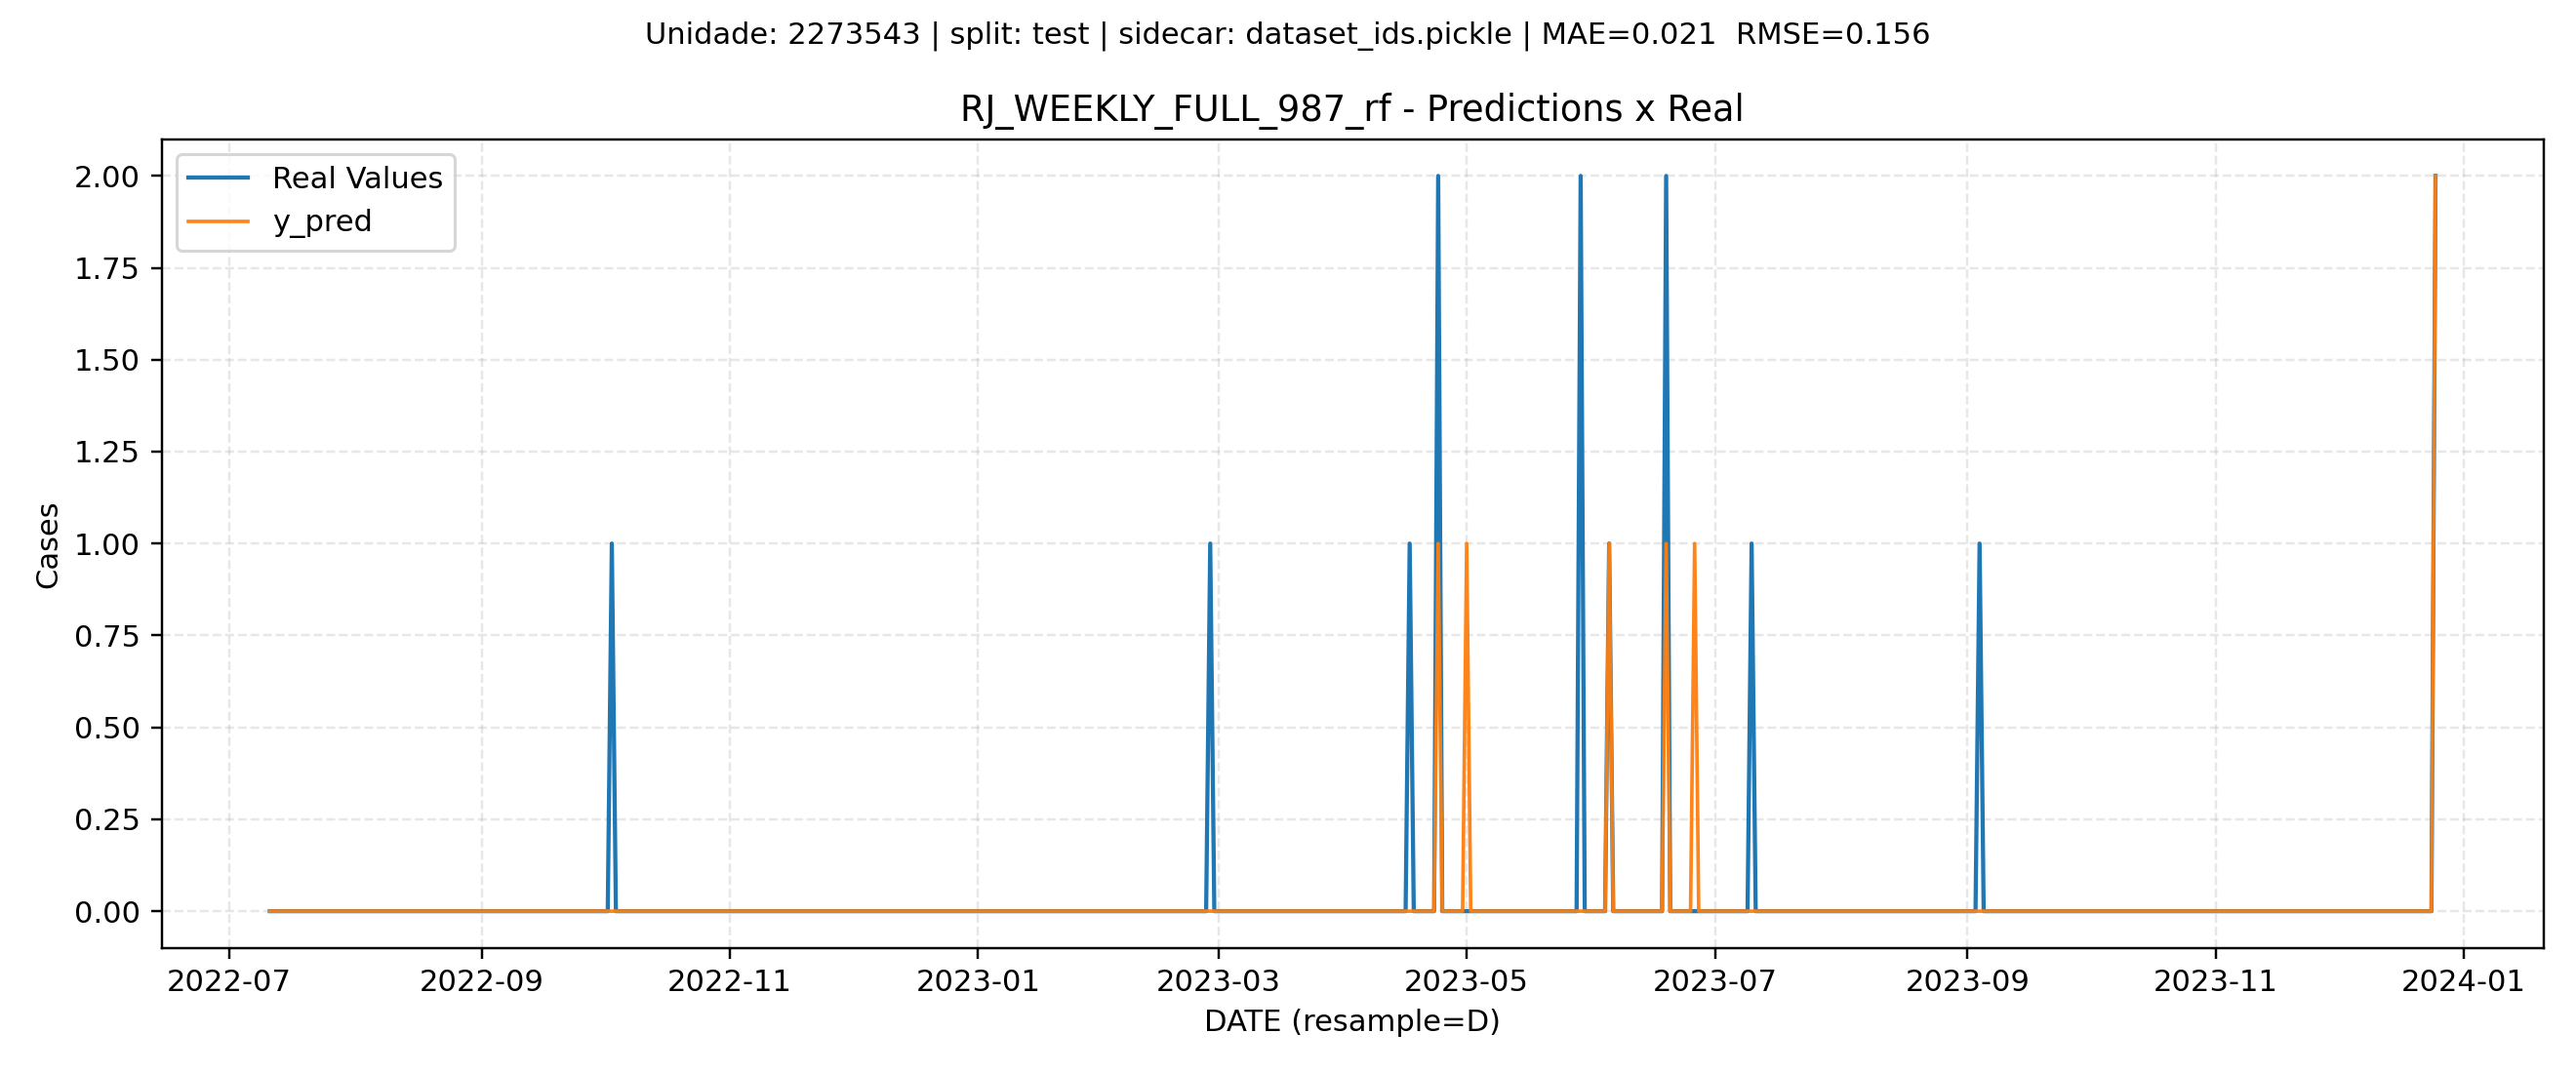 Unidade: 2273543 | split: test | sidecar: dataset_ids.pickle | MAE=0.021  RMSE=0.156
RJ_WEEKLY_FULL_987_rf - Predictions x Real
Real Values
y_pred
2.00
1.75
1.50
1.25
1.00
0.75
0.50
0.25
0.00
Cases
2022-07 2022-09 2022-11 2023-01 2023-03 2023-05 2023-07 2023-09 2023-11 2024-01
DATE (resample=D)